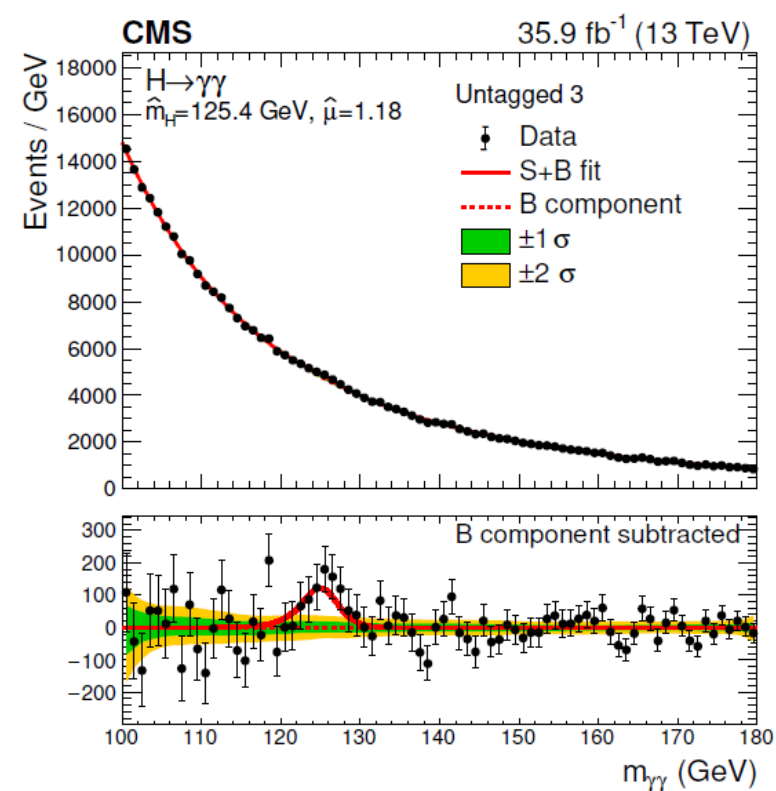 CMS 35.9 fb⁻¹ (13 TeV)
H→γγ
m̂_H=125.4 GeV, μ̂=1.18
Untagged 3
Data
S+B fit
B component
±1 σ
±2 σ
Events / GeV
18000
16000
14000
12000
10000
8000
6000
4000
2000
0
B component subtracted
300
200
100
0
−100
−200
100 110 120 130 140 150 160 170 180
m_γγ (GeV)